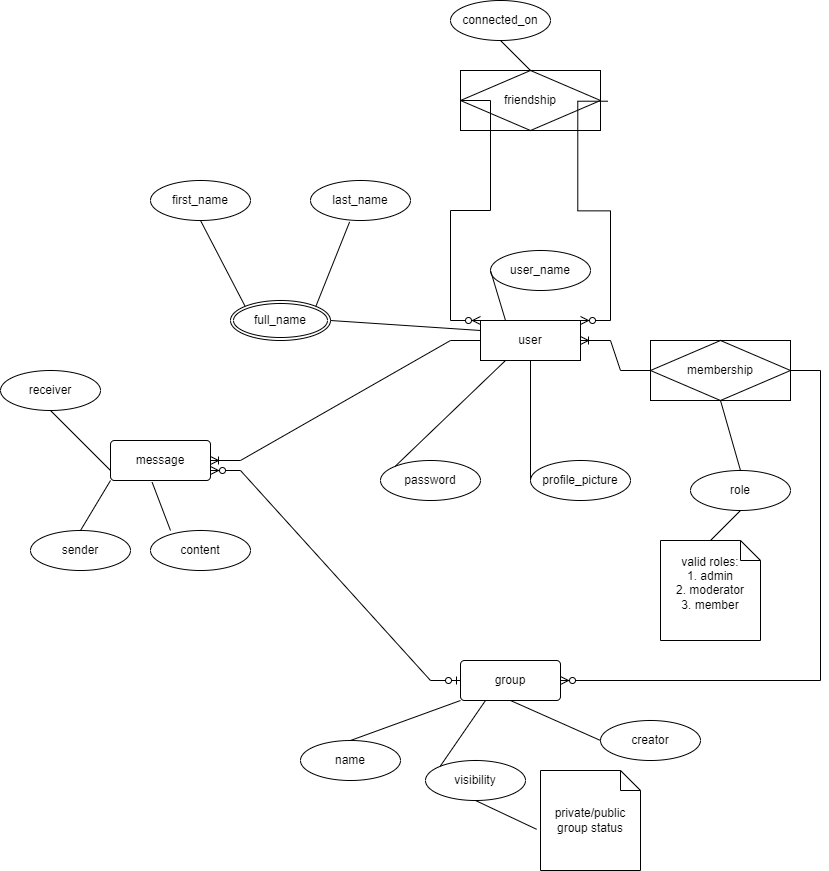 connected_on
friendship
first_name
last_name
user_name
full_name
user
membership
receiver
message
password
profile_picture
role
sender
content
valid roles:
1. admin
2. moderator
3. member
group
name
visibility
creator
private/public
group status